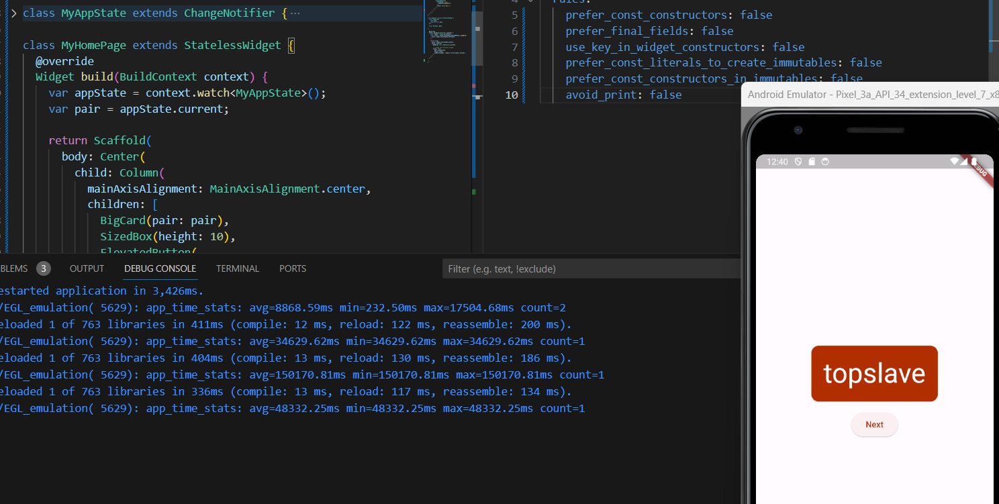 class MyAppState extends ChangeNotifier {···
class MyHomePage extends StatelessWidget {
@override
Widget build(BuildContext context) {
var appState = context.watch<MyAppState>();
var pair = appState.current;
return Scaffold(
body: Center(
child: Column(
mainAxisAlignment: MainAxisAlignment.center,
children: [
BigCard(pair: pair),
SizedBox(height: 10),
ElevatedButton(
rules:
5 prefer_const_constructors: false
6 prefer_final_fields: false
7 use_key_in_widget_constructors: false
8 prefer_const_literals_to_create_immutables: false
9 prefer_const_constructors_in_immutables: false
10 avoid_print: false
BLEMS 3 OUTPUT DEBUG CONSOLE TERMINAL PORTS
Filter (e.g. text, !exclude)
estarted application in 3,426ms.
/EGL_emulation( 5629): app_time_stats: avg=8868.59ms min=232.50ms max=17504.68ms count=2
eloaded 1 of 763 libraries in 411ms (compile: 12 ms, reload: 122 ms, reassemble: 200 ms).
/EGL_emulation( 5629): app_time_stats: avg=34629.62ms min=34629.62ms max=34629.62ms count=1
eloaded 1 of 763 libraries in 404ms (compile: 13 ms, reload: 130 ms, reassemble: 186 ms).
/EGL_emulation( 5629): app_time_stats: avg=150170.81ms min=150170.81ms max=150170.81ms count=1
eloaded 1 of 763 libraries in 336ms (compile: 13 ms, reload: 117 ms, reassemble: 134 ms).
/EGL_emulation( 5629): app_time_stats: avg=48332.25ms min=48332.25ms max=48332.25ms count=1
Android Emulator - Pixel_3a_API_34_extension_level_7_x8
12:40
topslave
Next